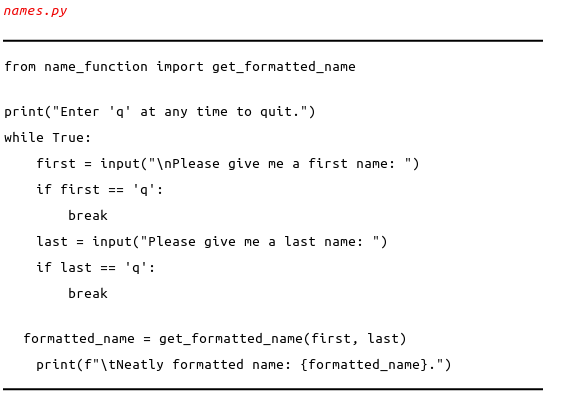 names.py
from name_function import get_formatted_name
print("Enter 'q' at any time to quit.")
while True:
    first = input("\nPlease give me a first name: ")
    if first == 'q':
        break
    last = input("Please give me a last name: ")
    if last == 'q':
        break
  formatted_name = get_formatted_name(first, last)
    print(f"\tNeatly formatted name: {formatted_name}.")